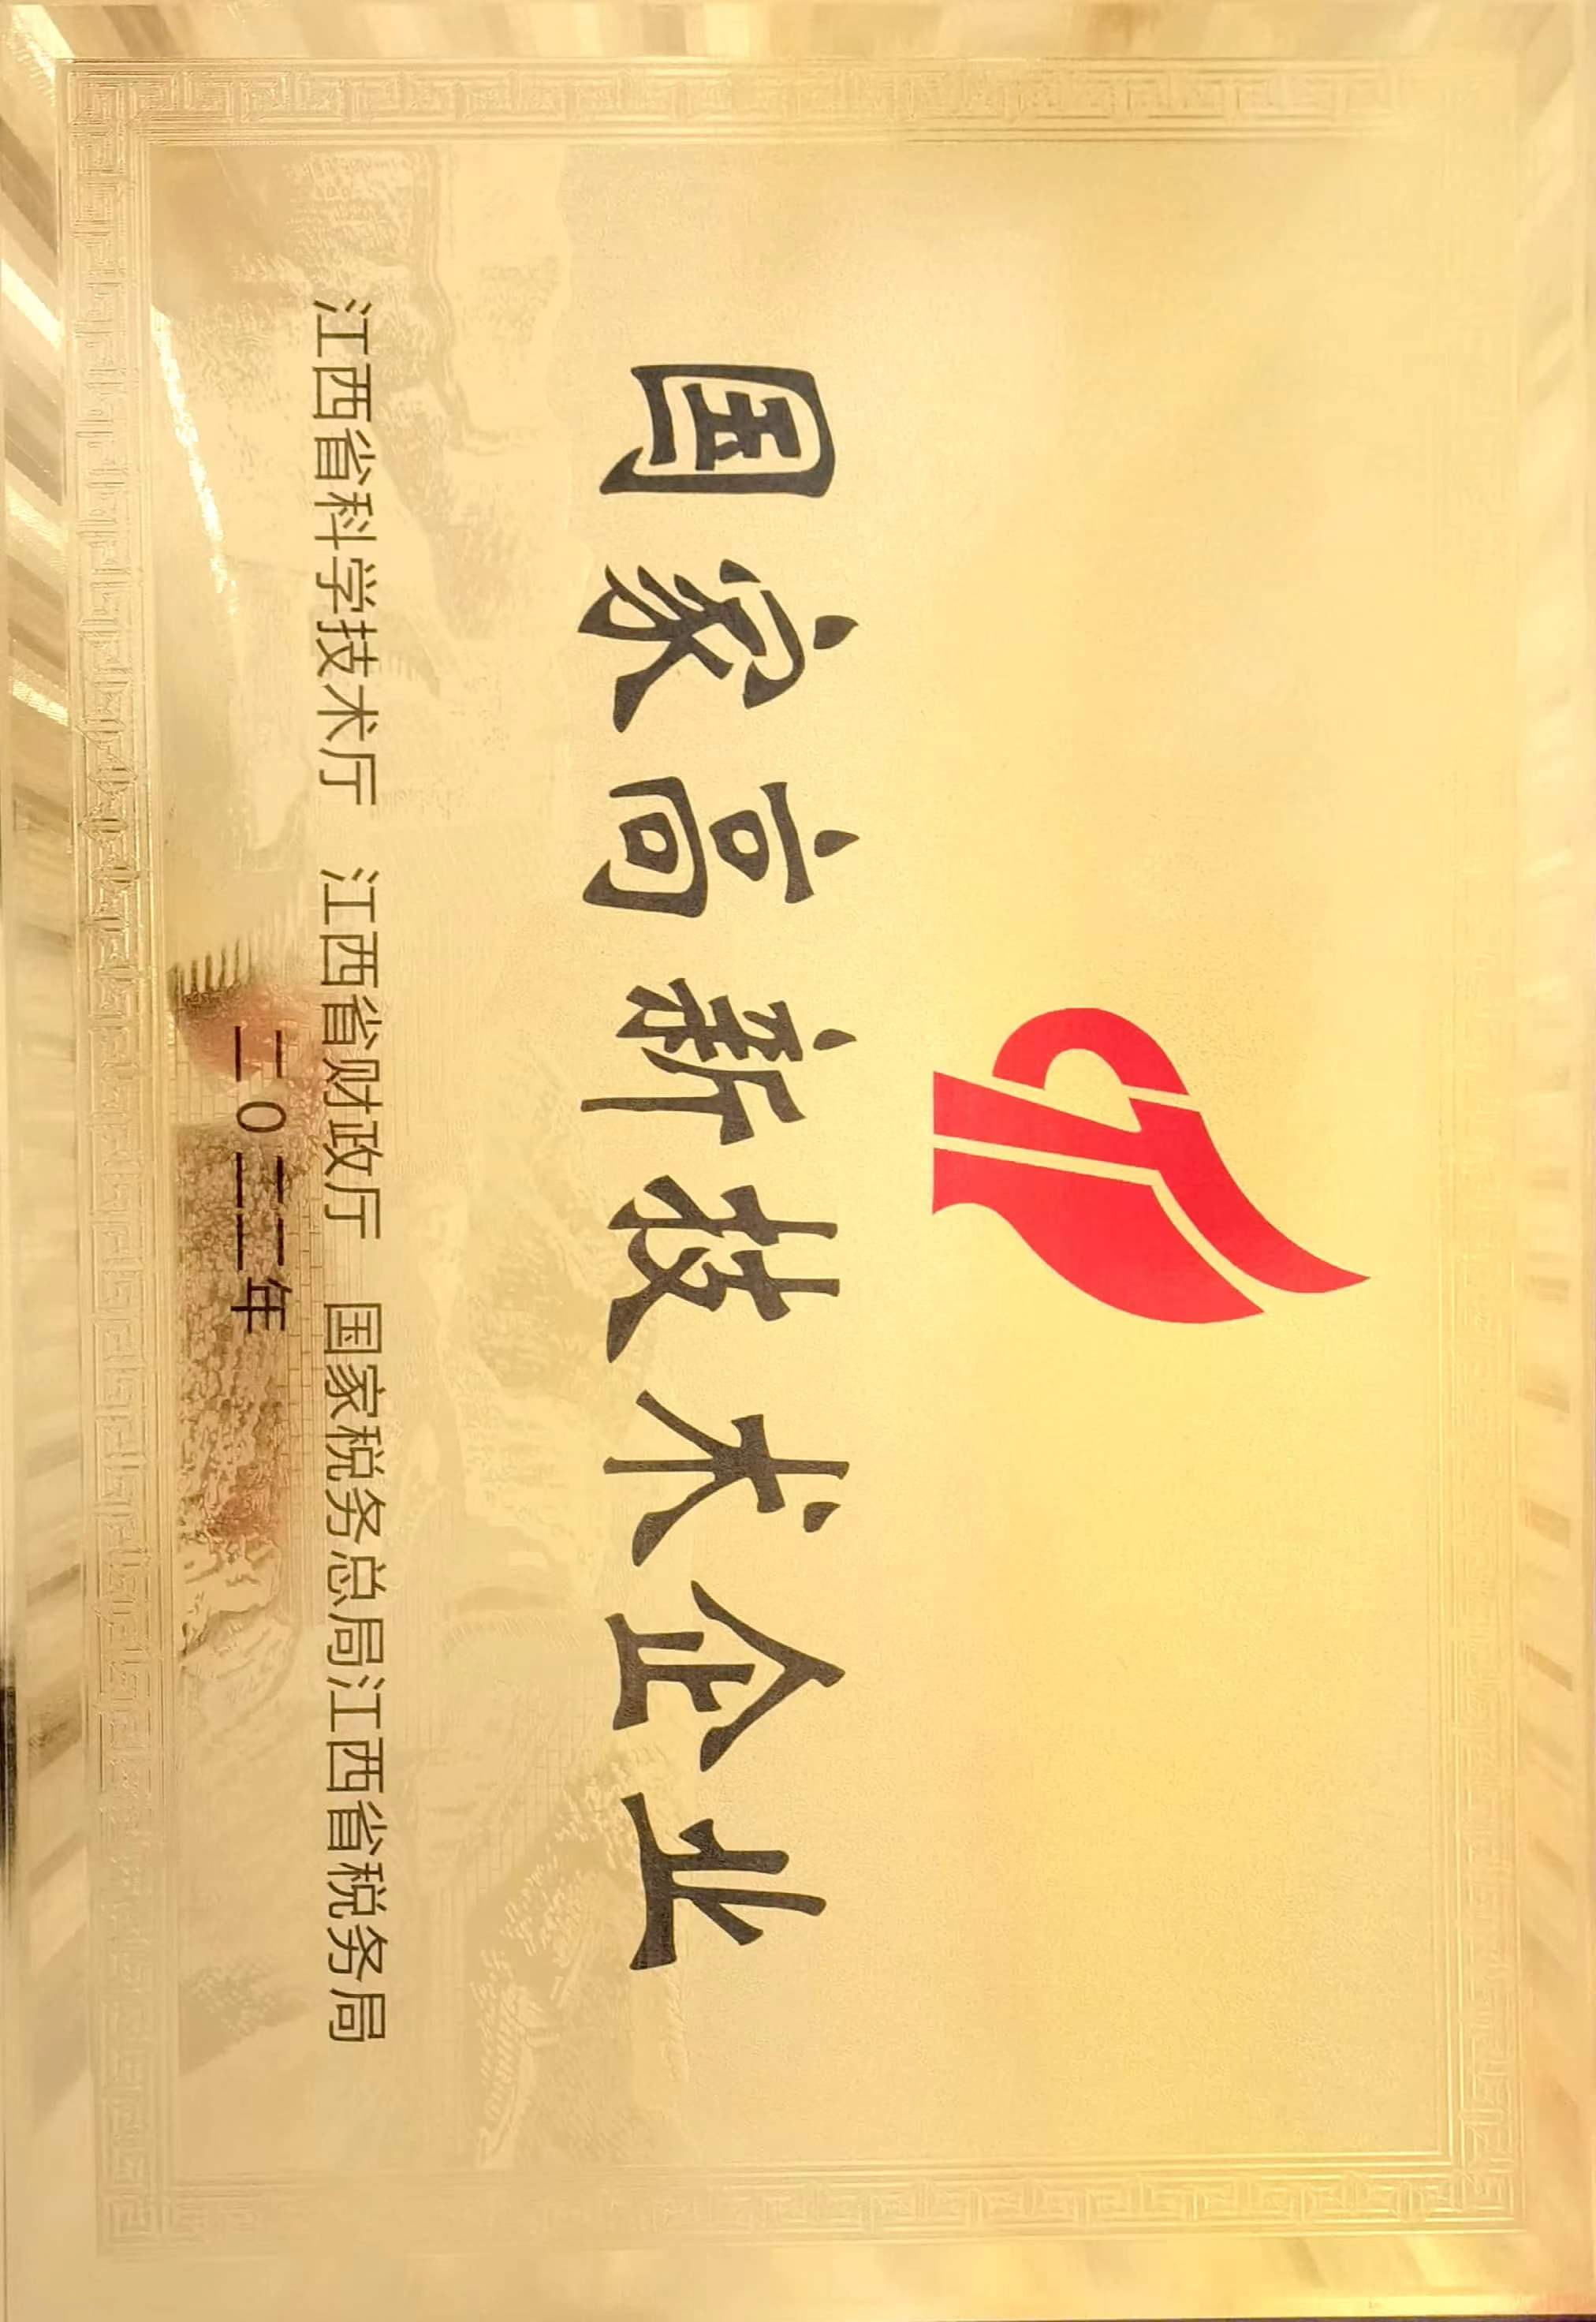 国家高新技术企业
江西省科学技术厅 江西省财政厅 国家税务总局江西省税务局
二0二二年